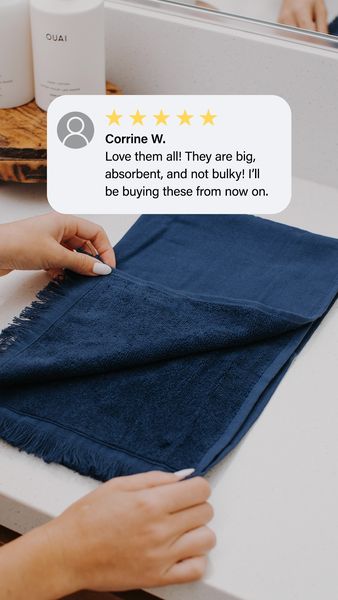 OUAI
Corrine W.
Love them all! They are big,
absorbent, and not bulky! I'll
be buying these from now on.